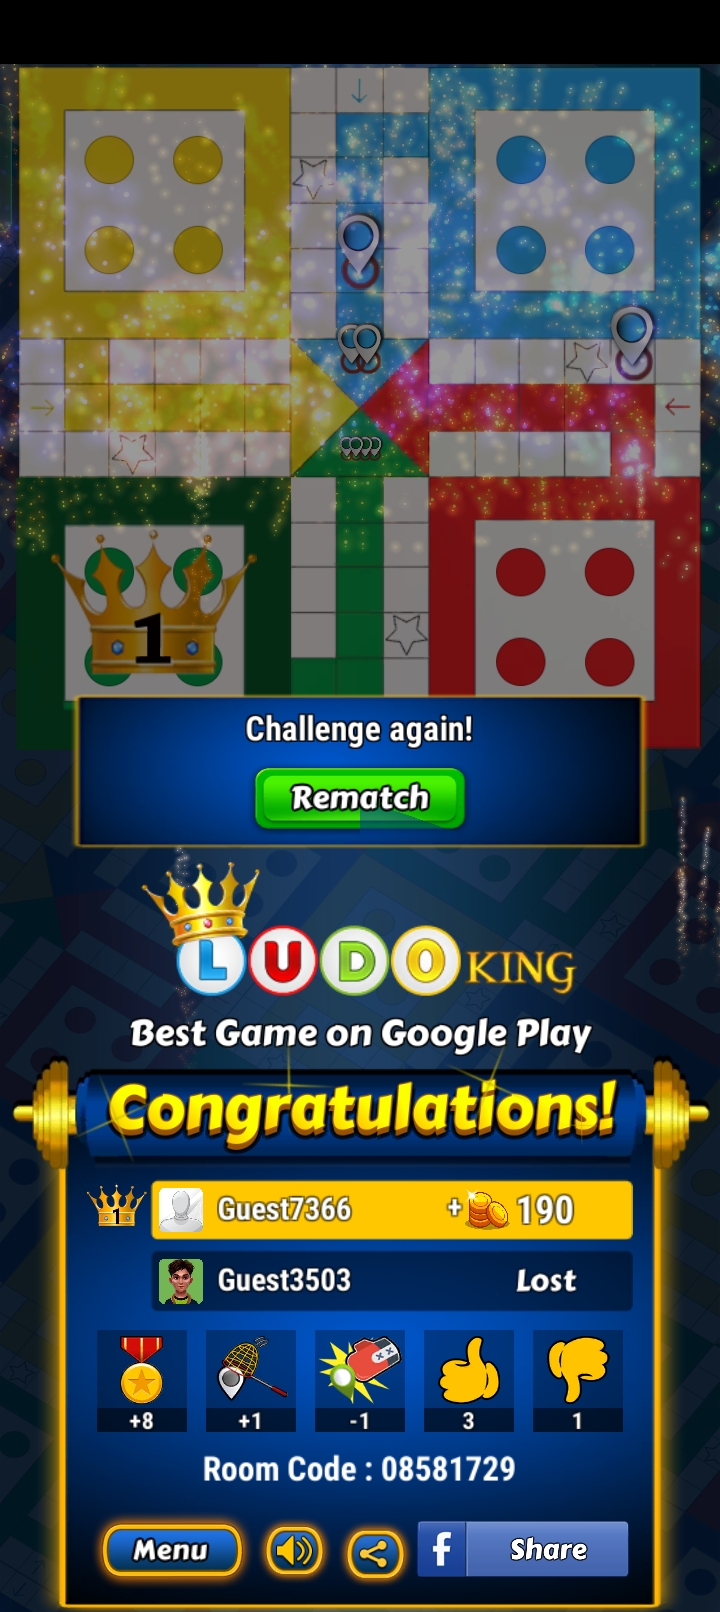 1
Challenge again!
Rematch
LUDO KING
Best Game on Google Play
Congratulations!
1 Guest7366 + 190
Guest3503 Lost
+8 +1 -1 3 1
Room Code : 08581729
Menu f Share